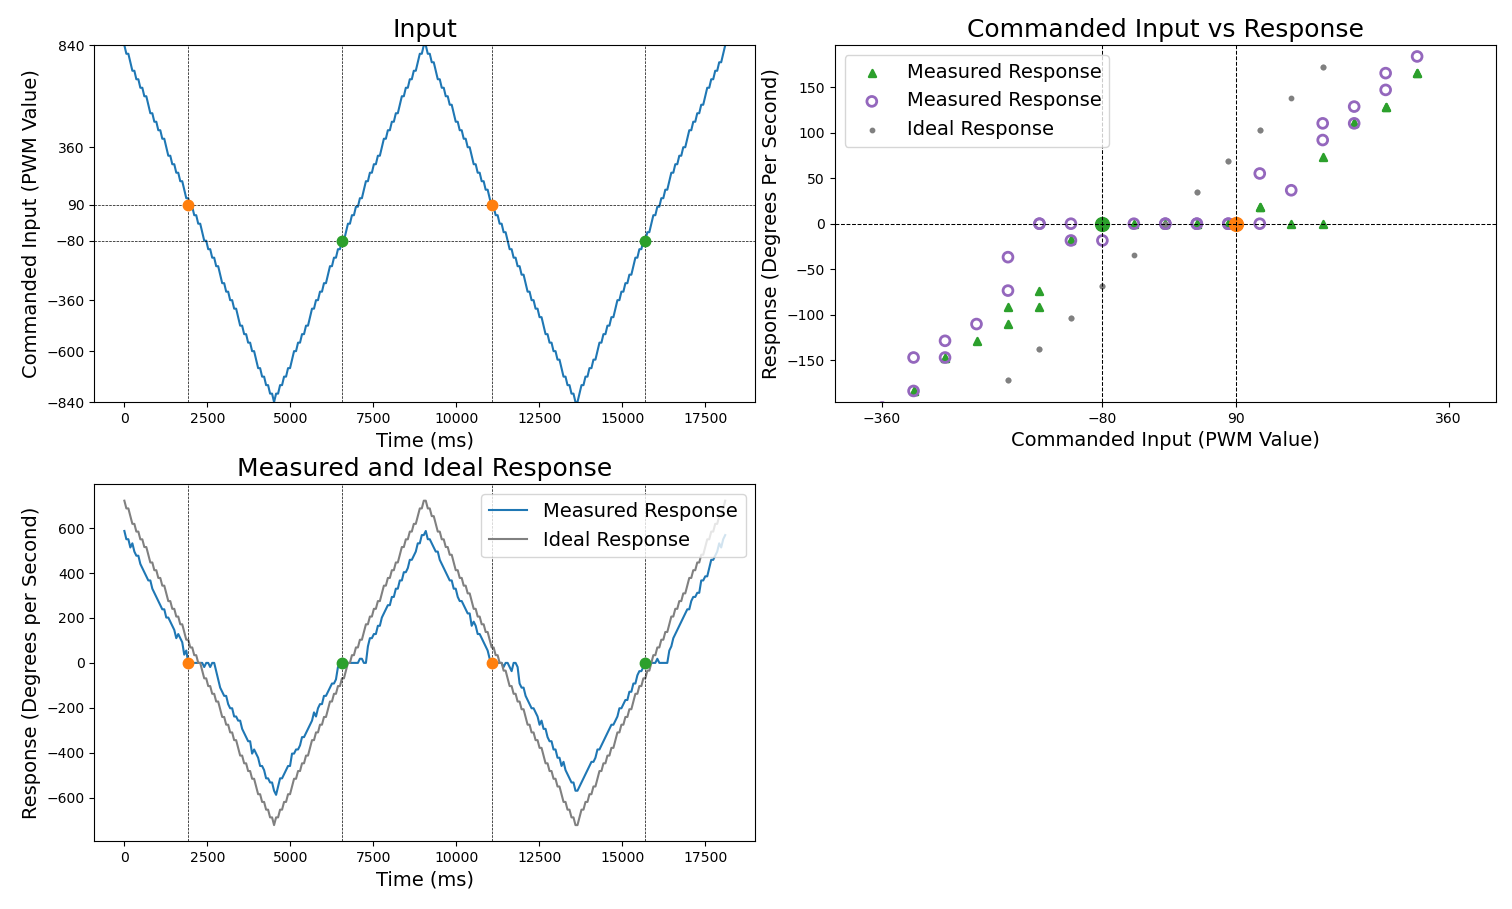 Input
Commanded Input (PWM Value)
840
360
90
−80
−360
−600
−840
0 2500 5000 7500 10000 12500 15000 17500
Time (ms)
Commanded Input vs Response
Response (Degrees Per Second)
Measured Response
Measured Response
Ideal Response
150
100
50
0
−50
−100
−150
−360 −80 90 360
Commanded Input (PWM Value)
Measured and Ideal Response
Response (Degrees per Second)
Measured Response
Ideal Response
600
400
200
0
−200
−400
−600
0 2500 5000 7500 10000 12500 15000 17500
Time (ms)